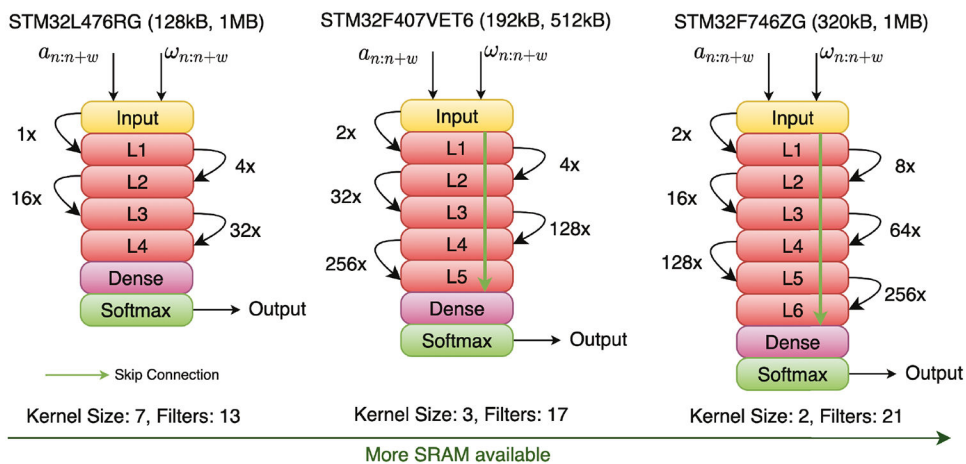 STM32L476RG (128kB, 1MB)
a_{n:n+w} ω_{n:n+w}
Input
1x
L1
4x
L2
16x
L3
32x
L4
Dense
Softmax
Output
Skip Connection
Kernel Size: 7, Filters: 13
STM32F407VET6 (192kB, 512kB)
a_{n:n+w} ω_{n:n+w}
Input
2x
L1
4x
L2
32x
L3
128x
L4
256x
L5
Dense
Softmax
Output
Kernel Size: 3, Filters: 17
STM32F746ZG (320kB, 1MB)
a_{n:n+w} ω_{n:n+w}
Input
2x
L1
8x
L2
16x
L3
64x
L4
128x
L5
256x
L6
Dense
Softmax
Output
Kernel Size: 2, Filters: 21
More SRAM available